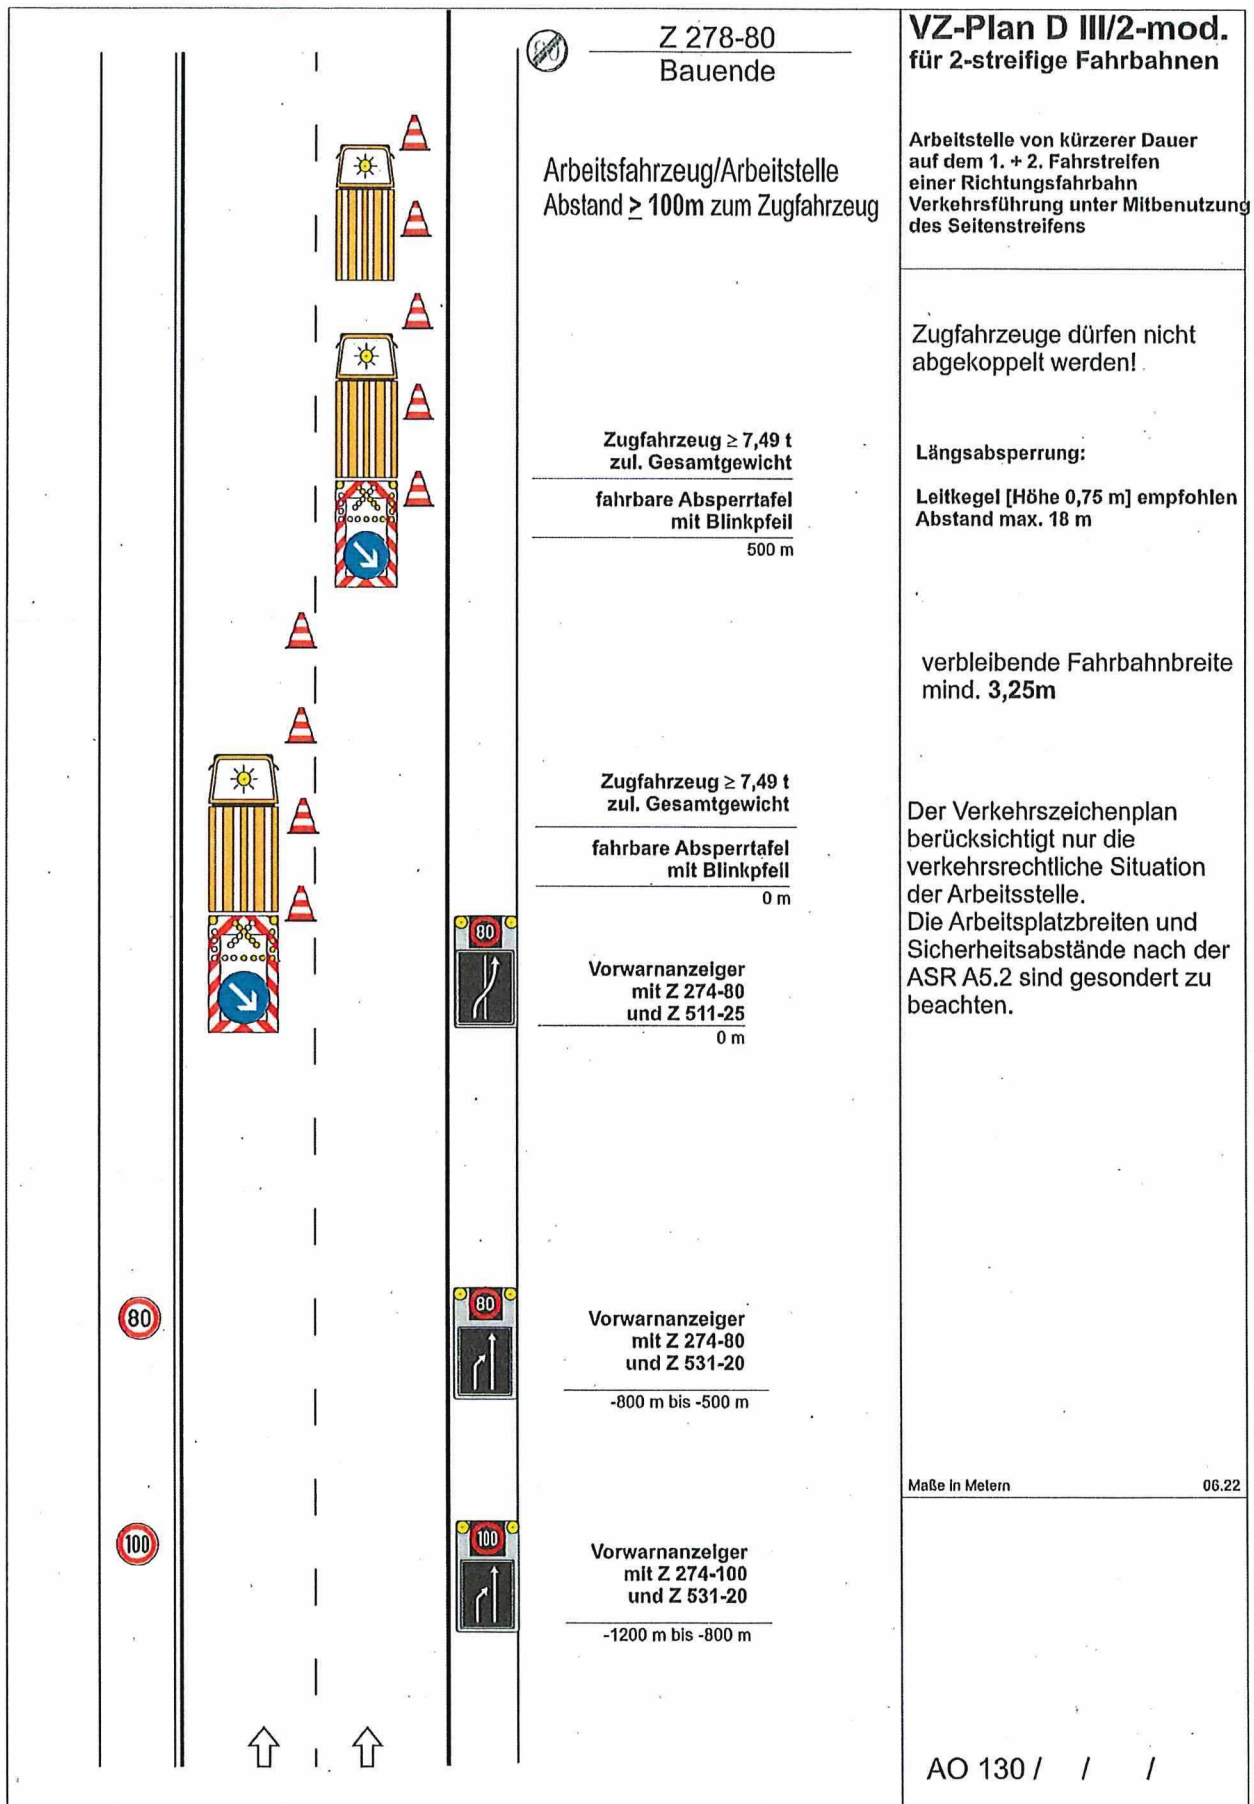 80
Z 278-80
Bauende
VZ-Plan D III/2-mod.
für 2-streifige Fahrbahnen
Arbeitstelle von kürzerer Dauer
auf dem 1. + 2. Fahrstreifen
einer Richtungsfahrbahn
Verkehrsführung unter Mitbenutzung
des Seitenstreifens
Arbeitsfahrzeug/Arbeitstelle
Abstand ≥ 100m zum Zugfahrzeug
Zugfahrzeuge dürfen nicht
abgekoppelt werden!
Zugfahrzeug ≥ 7,49 t
zul. Gesamtgewicht
fahrbare Absperrtafel
mit Blinkpfeil
500 m
Längsabsperrung:
Leitkegel [Höhe 0,75 m] empfohlen
Abstand max. 18 m
verbleibende Fahrbahnbreite
mind. 3,25m
Zugfahrzeug ≥ 7,49 t
zul. Gesamtgewicht
fahrbare Absperrtafel
mit Blinkpfeil
0 m
Der Verkehrszeichenplan
berücksichtigt nur die
verkehrsrechtliche Situation
der Arbeitsstelle.
Die Arbeitsplatzbreiten und
Sicherheitsabstände nach der
ASR A5.2 sind gesondert zu
beachten.
80
Vorwarnanzeiger
mit Z 274-80
und Z 511-25
0 m
80
80
Vorwarnanzeiger
mit Z 274-80
und Z 531-20
-800 m bis -500 m
Maße in Metern
06.22
100
100
Vorwarnanzeiger
mit Z 274-100
und Z 531-20
-1200 m bis -800 m
AO 130 / / /